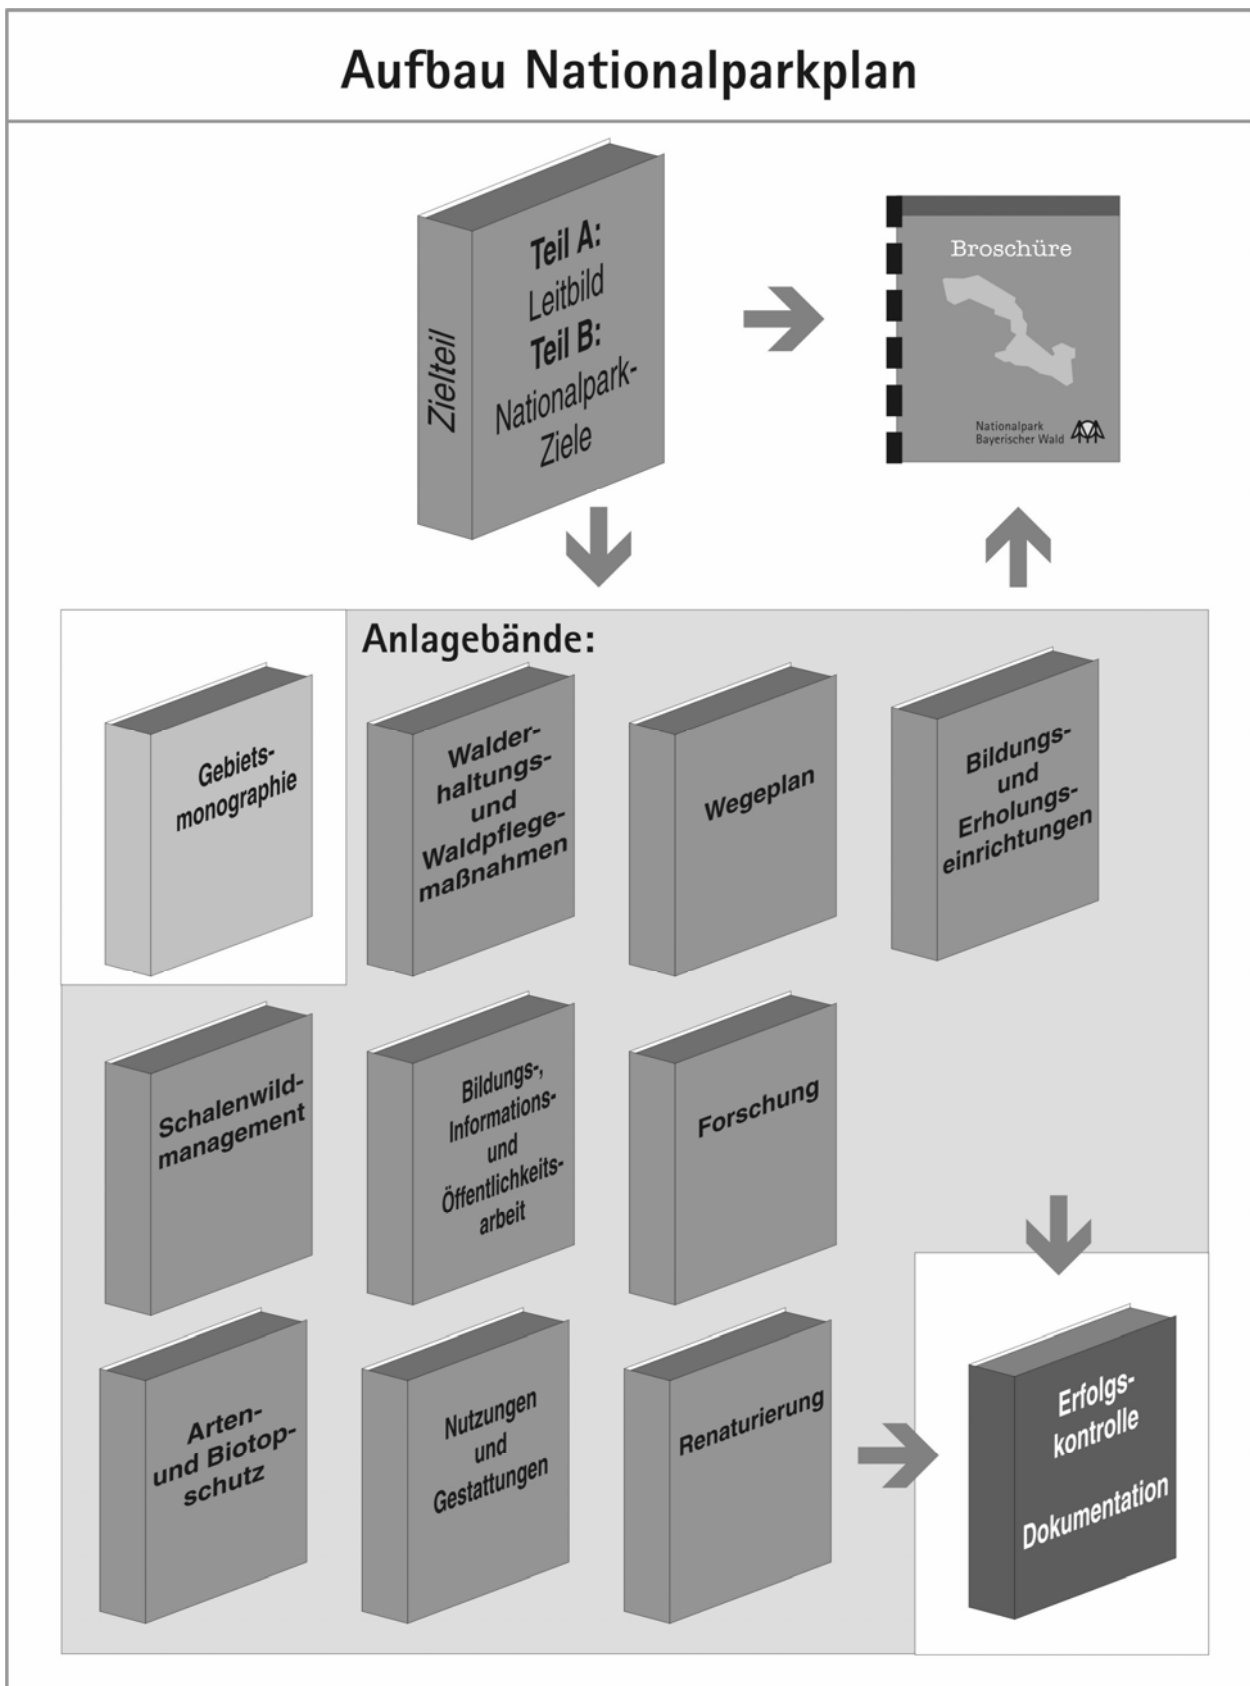 Aufbau Nationalparkplan
Zielteil
Teil A:
Leitbild
Teil B:
Nationalpark-
Ziele
Broschüre
Nationalpark
Bayerischer Wald
Anlagebände:
Gebiets-
monographie
Walder-
haltungs-
und
Waldpflege-
maßnahmen
Wegeplan
Bildungs-
und
Erholungs-
einrichtungen
Schalenwild-
management
Bildungs-,
Informations-
und
Öffentlichkeits-
arbeit
Forschung
Arten-
und Biotop-
schutz
Nutzungen
und
Gestattungen
Renaturierung
Erfolgs-
kontrolle
Dokumentation